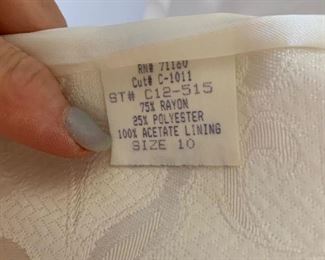 RN# 71160
Cut# C-1011
ST# C12-515
75% RAYON
25% POLYESTER
100% ACETATE LINING
SIZE 10